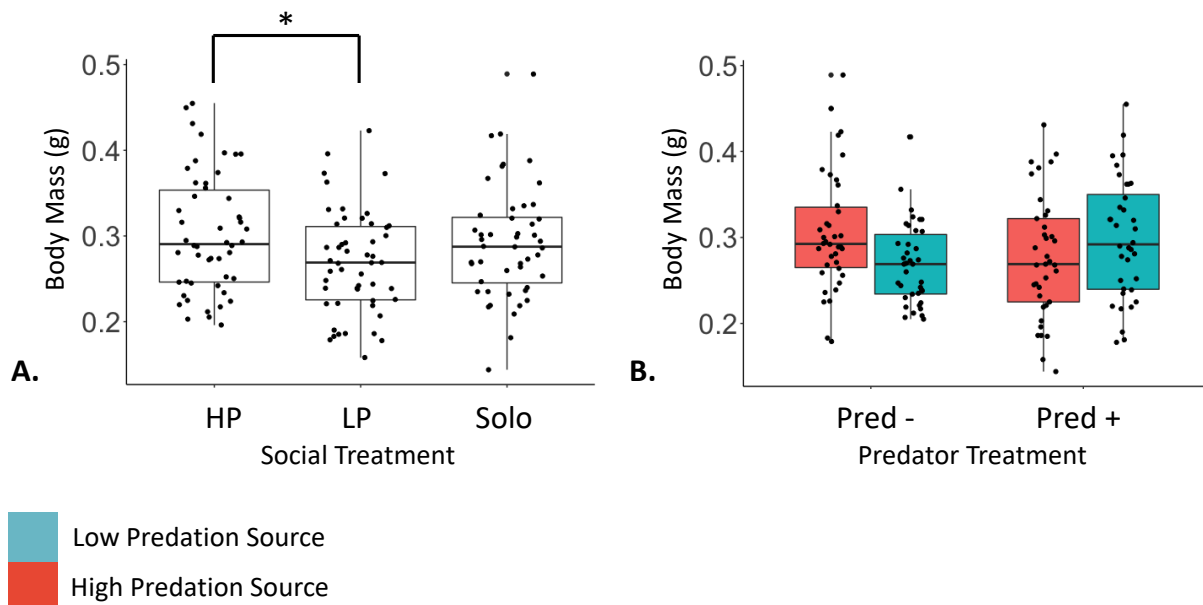 *
0.5
0.4
0.3
0.2
Body Mass (g)
A.
HP LP Solo
Social Treatment
0.5
0.4
0.3
0.2
Body Mass (g)
B.
Pred - Pred +
Predator Treatment
Low Predation Source
High Predation Source